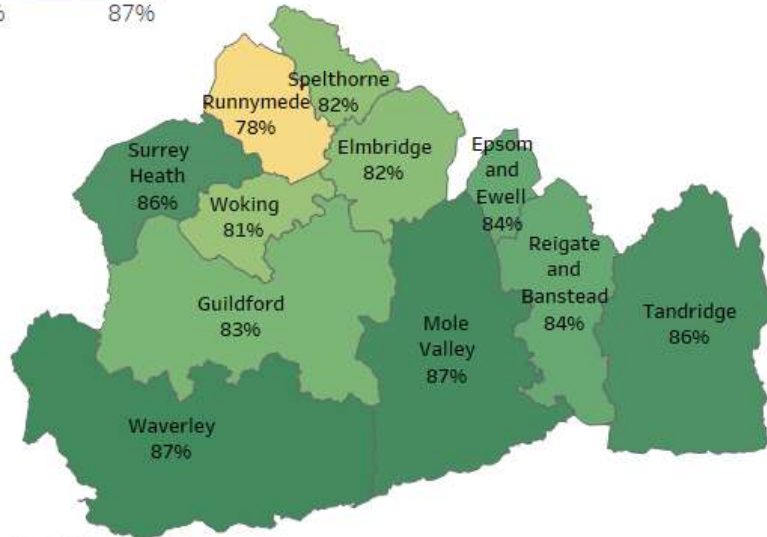 %
87%
Spelthorne
82%
Runnymede
78%
Elmbridge
82%
Surrey
Heath
86%
Epsom
and
Ewell
84%
Woking
81%
Reigate
and
Banstead
84%
Guildford
83%
Mole
Valley
87%
Tandridge
86%
Waverley
87%